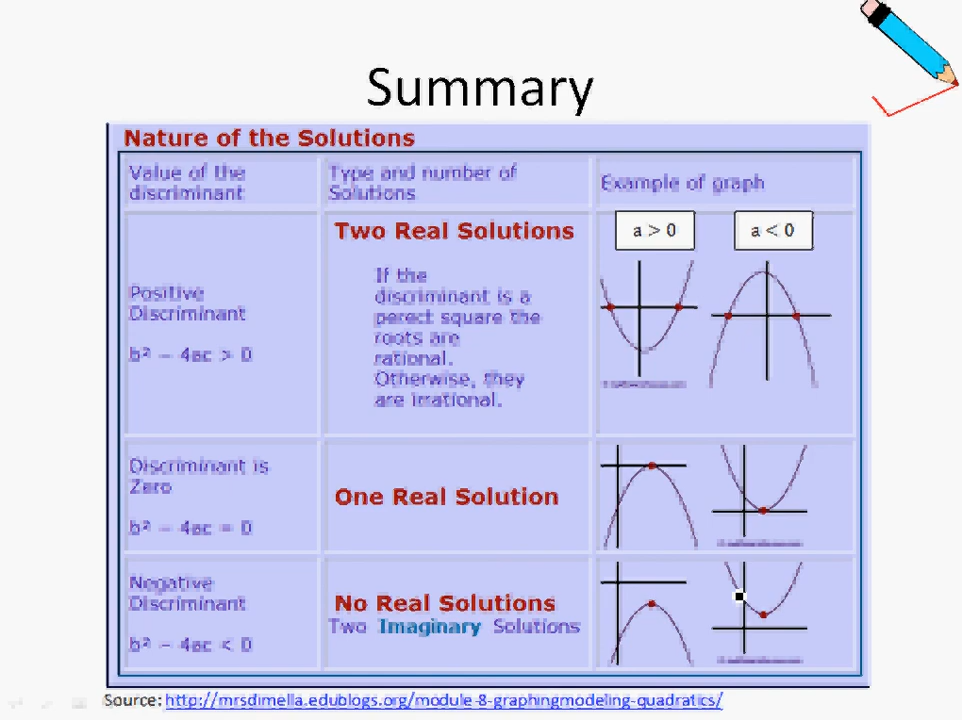 Summary
Nature of the Solutions
Value of the
discriminant
Type and number of
Solutions
Example of graph
Positive
Discriminant
b² – 4ac > 0
Two Real Solutions
If the
discriminant is a
perect square the
roots are
rational.
Otherwise, they
are irrational.
a > 0
a < 0
Discriminant is
Zero
b² – 4ac = 0
One Real Solution
Negative
Discriminant
b² – 4ac < 0
No Real Solutions
Two Imaginary Solutions
Source: http://mrsdimella.edublogs.org/module-8-graphingmodeling-quadratics/